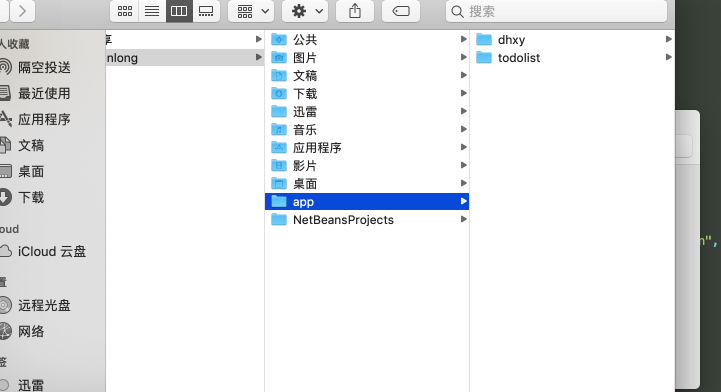 搜索
人收藏
隔空投送
最近使用
应用程序
文稿
桌面
下载
oud
iCloud 云盘
置
远程光盘
网络
签
迅雷
享
nlong
公共
图片
文稿
下载
迅雷
音乐
应用程序
影片
桌面
app
NetBeansProjects
dhxy
todolist
",